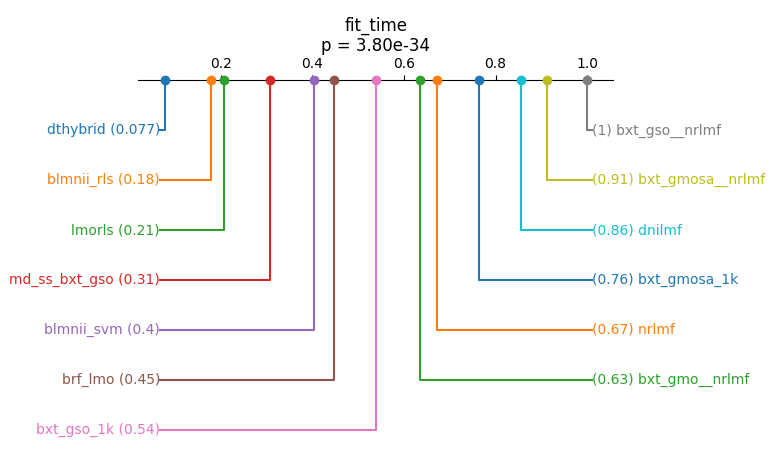 fit_time
p = 3.80e-34
0.2 0.4 0.6 0.8 1.0
dthybrid (0.077) (1) bxt_gso__nrlmf
blmnii_rls (0.18) (0.91) bxt_gmosa__nrlmf
lmorls (0.21) (0.86) dnilmf
md_ss_bxt_gso (0.31) (0.76) bxt_gmosa_1k
blmnii_svm (0.4) (0.67) nrlmf
brf_lmo (0.45) (0.63) bxt_gmo__nrlmf
bxt_gso_1k (0.54)